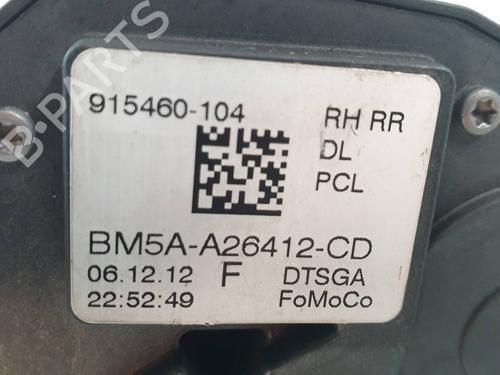 B-PARTS
915460-104
RH RR
DL
PCL
BM5A-A26412-CD
06.12.12 F DTSGA
22:52:49 FoMoCo